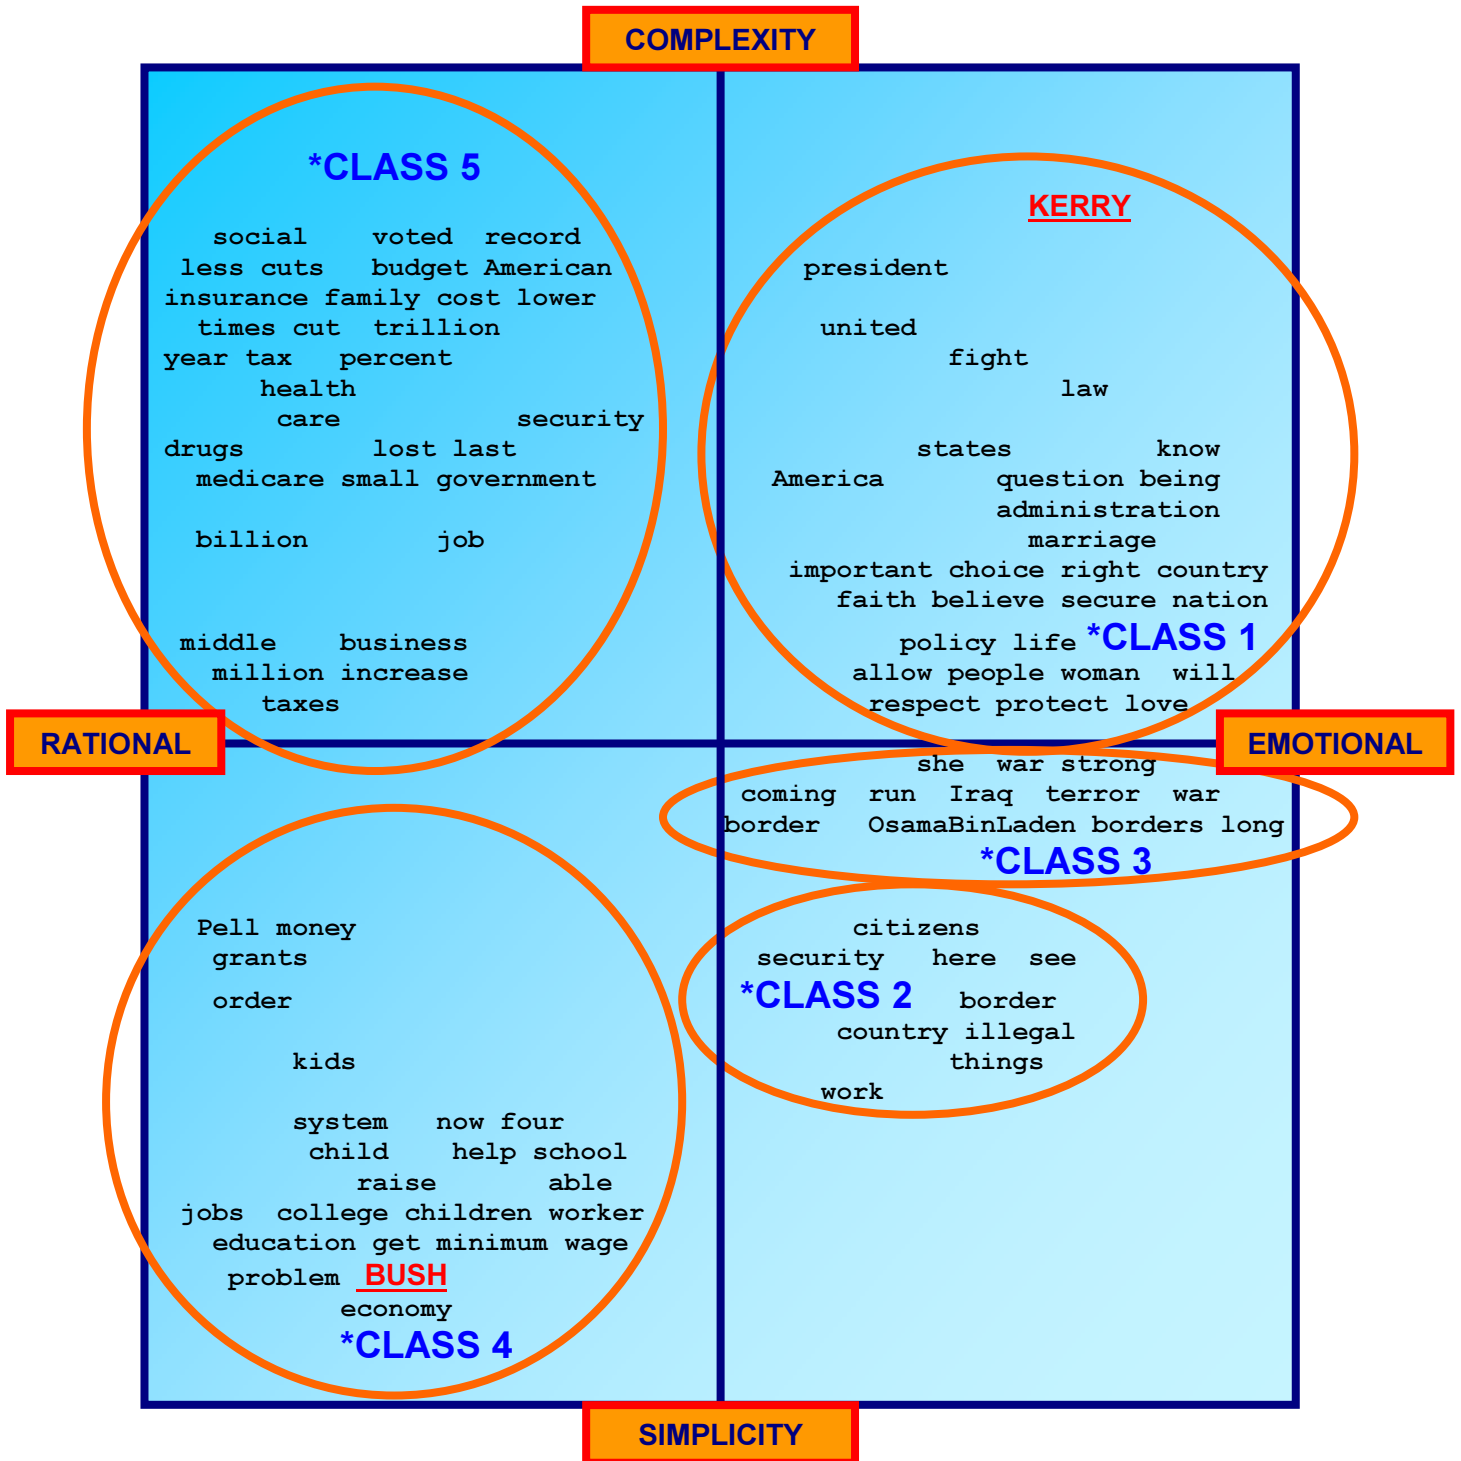 COMPLEXITY
*CLASS 5
social voted record
less cuts budget American
insurance family cost lower
times cut trillion
year tax percent
health
care security
drugs lost last
medicare small government
billion job
middle business
million increase
taxes
KERRY
president
united
fight
law
states know
America question being
administration
marriage
important choice right country
faith believe secure nation
policy life *CLASS 1
allow people woman will
respect protect love
RATIONAL
EMOTIONAL
she war strong
coming run Iraq terror war
border OsamaBinLaden borders long
*CLASS 3
Pell money
grants
order
kids
system now four
child help school
raise able
jobs college children worker
education get minimum wage
problem BUSH
economy
*CLASS 4
citizens
security here see
*CLASS 2 border
country illegal
things
work
SIMPLICITY